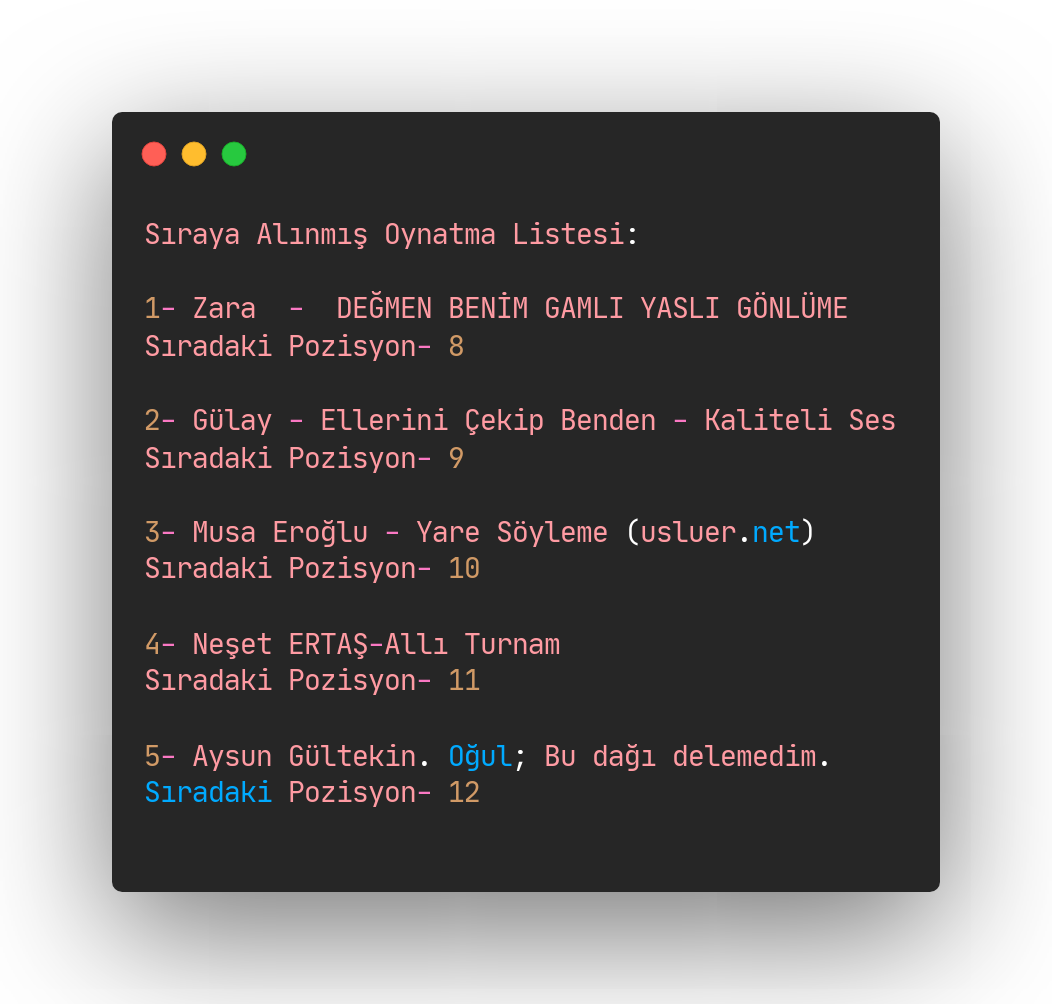 Sıraya Alınmış Oynatma Listesi:
1- Zara  -  DEĞMEN BENİM GAMLI YASLI GÖNLÜME
Sıradaki Pozisyon- 8
2- Gülay - Ellerini Çekip Benden - Kaliteli Ses
Sıradaki Pozisyon- 9
3- Musa Eroğlu - Yare Söyleme (usluer.net)
Sıradaki Pozisyon- 10
4- Neşet ERTAŞ-Allı Turnam
Sıradaki Pozisyon- 11
5- Aysun Gültekin. Oğul; Bu dağı delemedim.
Sıradaki Pozisyon- 12